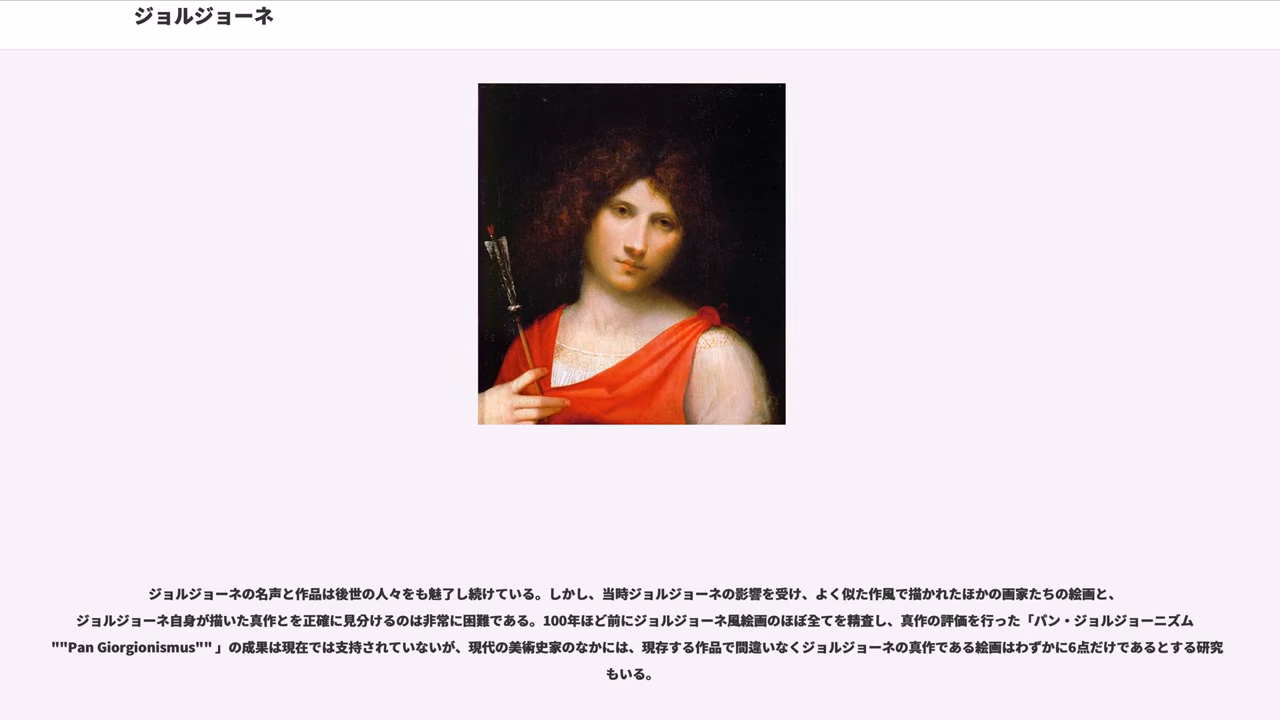 ジョルジョーネ
ジョルジョーネの名声と作品は後世の人々をも魅了し続けている。しかし、当時ジョルジョーネの影響を受け、よく似た作風で描かれたほかの画家たちの絵画と、
ジョルジョーネ自身が描いた真作とを正確に見分けるのは非常に困難である。100年ほど前にジョルジョーネ風絵画のほぼ全てを精査し、真作の評価を行った「パン・ジョルジョーニズム
""Pan Giorgionismus"" 」の成果は現在では支持されていないが、現代の美術史家のなかには、現存する作品で間違いなくジョルジョーネの真作である絵画はわずかに6点だけであるとする研究
もいる。